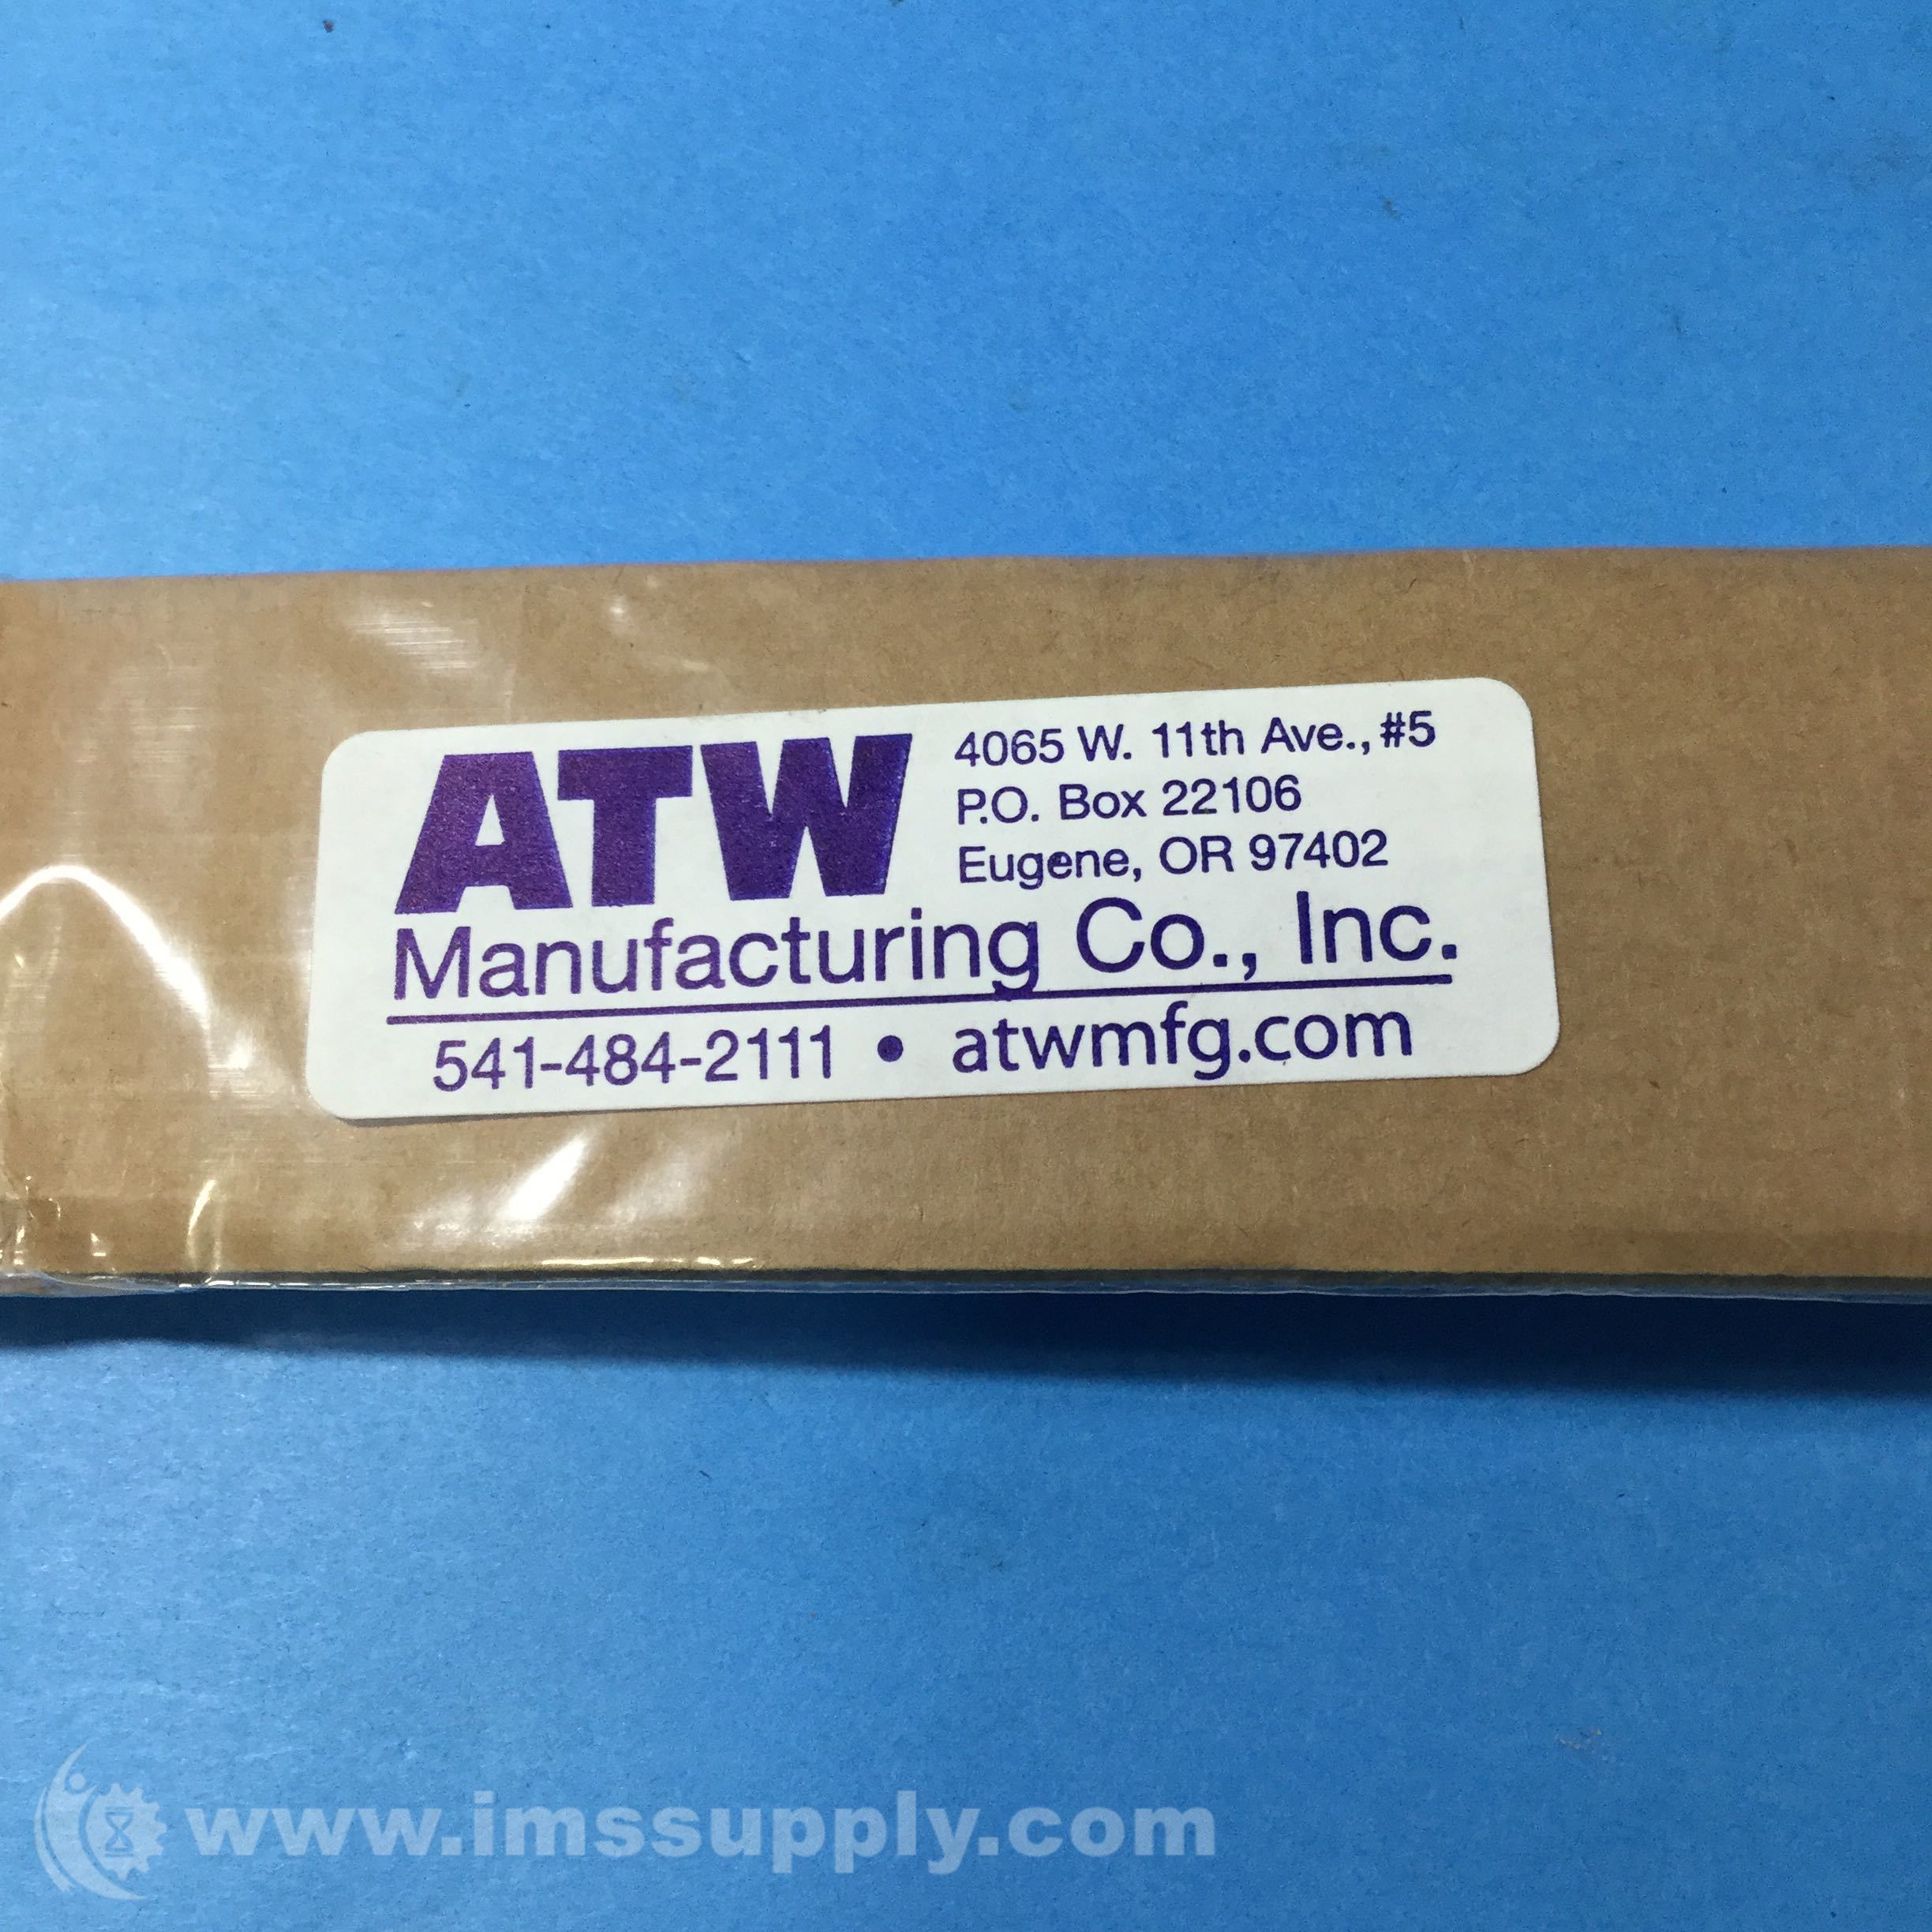 ATW
4065 W. 11th Ave., #5
P.O. Box 22106
Eugene, OR 97402
Manufacturing Co., Inc.
541-484-2111 • atwmfg.com
www.imssupply.com